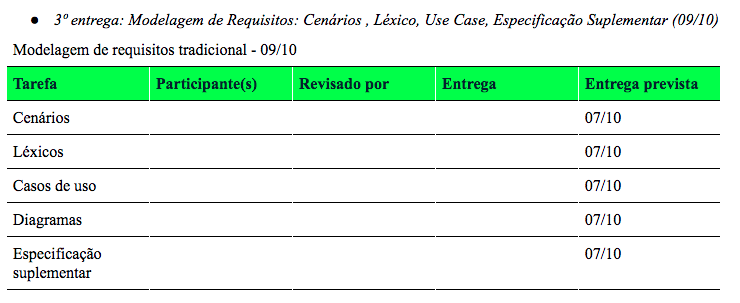 ● 3º entrega: Modelagem de Requisitos: Cenários , Léxico, Use Case, Especificação Suplementar (09/10)
Modelagem de requisitos tradicional - 09/10
Tarefa Participante(s) Revisado por Entrega Entrega prevista
Cenários 07/10
Léxicos 07/10
Casos de uso 07/10
Diagramas 07/10
Especificação 07/10
suplementar